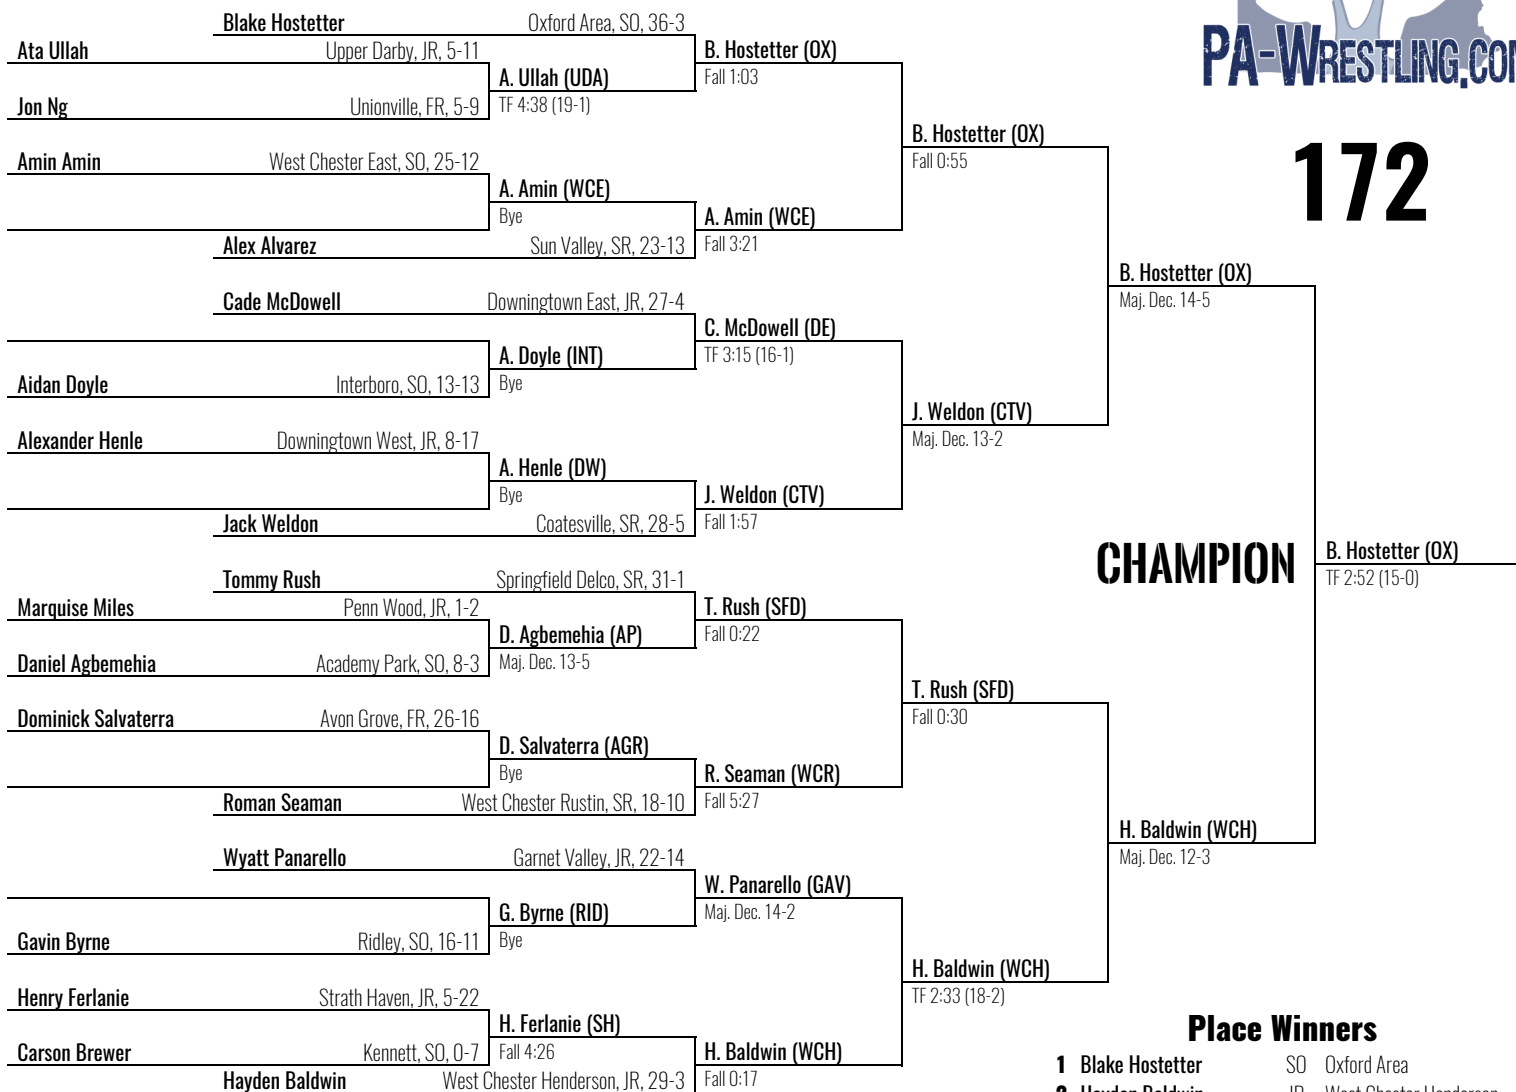 PA-WRESTLING.CO
172
Blake Hostetter Oxford Area, SO, 36-3
Ata Ullah Upper Darby, JR, 5-11
Jon Ng Unionville, FR, 5-9
Amin Amin West Chester East, SO, 25-12
Alex Alvarez Sun Valley, SR, 23-13
Cade McDowell Downingtown East, JR, 27-4
Aidan Doyle Interboro, SO, 13-13
Alexander Henle Downingtown West, JR, 8-17
Jack Weldon Coatesville, SR, 28-5
Tommy Rush Springfield Delco, SR, 31-1
Marquise Miles Penn Wood, JR, 1-2
Daniel Agbemehia Academy Park, SO, 8-3
Dominick Salvaterra Avon Grove, FR, 26-16
Roman Seaman West Chester Rustin, SR, 18-10
Wyatt Panarello Garnet Valley, JR, 22-14
Gavin Byrne Ridley, SO, 16-11
Henry Ferlanie Strath Haven, JR, 5-22
Carson Brewer Kennett, SO, 0-7
Hayden Baldwin West Chester Henderson, JR, 29-3
A. Ullah (UDA)
TF 4:38 (19-1)
A. Amin (WCE)
Bye
A. Doyle (INT)
Bye
A. Henle (DW)
Bye
D. Agbemehia (AP)
Maj. Dec. 13-5
D. Salvaterra (AGR)
Bye
G. Byrne (RID)
Bye
H. Ferlanie (SH)
Fall 4:26
B. Hostetter (OX)
Fall 1:03
A. Amin (WCE)
Fall 3:21
C. McDowell (DE)
TF 3:15 (16-1)
J. Weldon (CTV)
Fall 1:57
T. Rush (SFD)
Fall 0:22
R. Seaman (WCR)
Fall 5:27
W. Panarello (GAV)
Maj. Dec. 14-2
H. Baldwin (WCH)
Fall 0:17
B. Hostetter (OX)
Fall 0:55
J. Weldon (CTV)
Maj. Dec. 13-2
T. Rush (SFD)
Fall 0:30
H. Baldwin (WCH)
TF 2:33 (18-2)
B. Hostetter (OX)
Maj. Dec. 14-5
H. Baldwin (WCH)
Maj. Dec. 12-3
CHAMPION
B. Hostetter (OX)
TF 2:52 (15-0)
Place Winners
1 Blake Hostetter SO Oxford Area
2 Hayden Baldwin JR West Chester Henderson